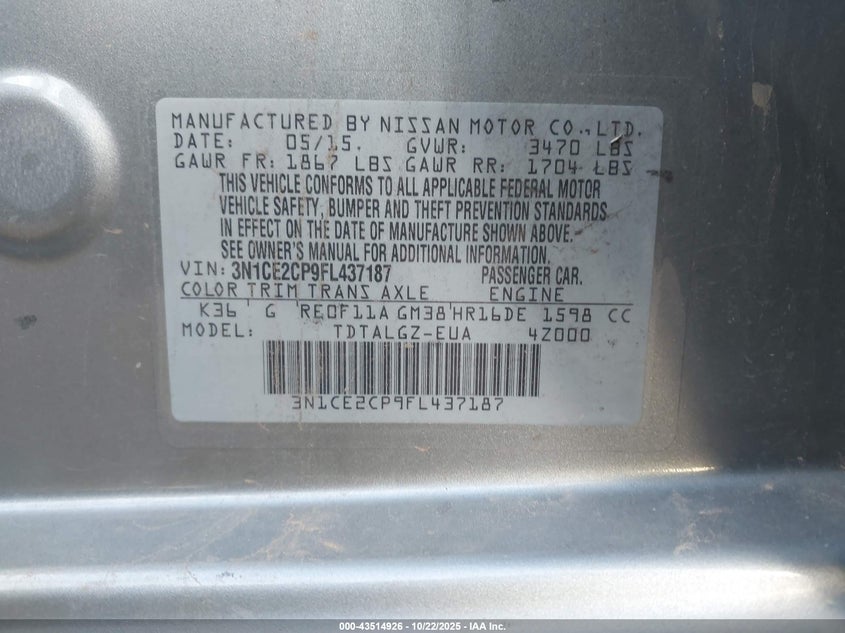 MANUFACTURED BY NISSAN MOTOR CO.,LTD.
DATE: 05/15. GVWR: 3470 LBS
GAWR FR: 1867 LBS GAWR RR: 1704 LBS
THIS VEHICLE CONFORMS TO ALL APPLICABLE FEDERAL MOTOR
VEHICLE SAFETY, BUMPER AND THEFT PREVENTION STANDARDS
IN EFFECT ON THE DATE OF MANUFACTURE SHOWN ABOVE.
SEE OWNER'S MANUAL FOR ADDITIONAL INFORMATION.
VIN: 3N1CE2CP9FL437187 PASSENGER CAR.
COLOR TRIM TRANS AXLE ENGINE
K36 G RE0F11A GM38 HR16DE 1598 CC
MODEL: TDTALGZ-EUA 4Z000
3N1CE2CP9FL437187
000-43514926 - 10/22/2025 - IAA Inc.